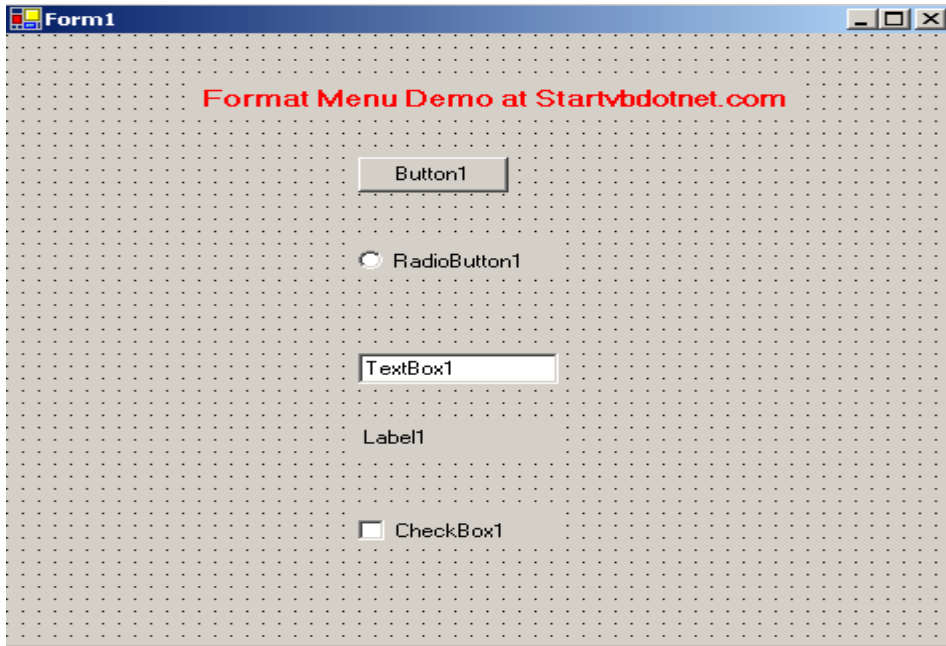 Form1
Format Menu Demo at Startvbdotnet.com
Button1
RadioButton1
TextBox1
Label1
CheckBox1